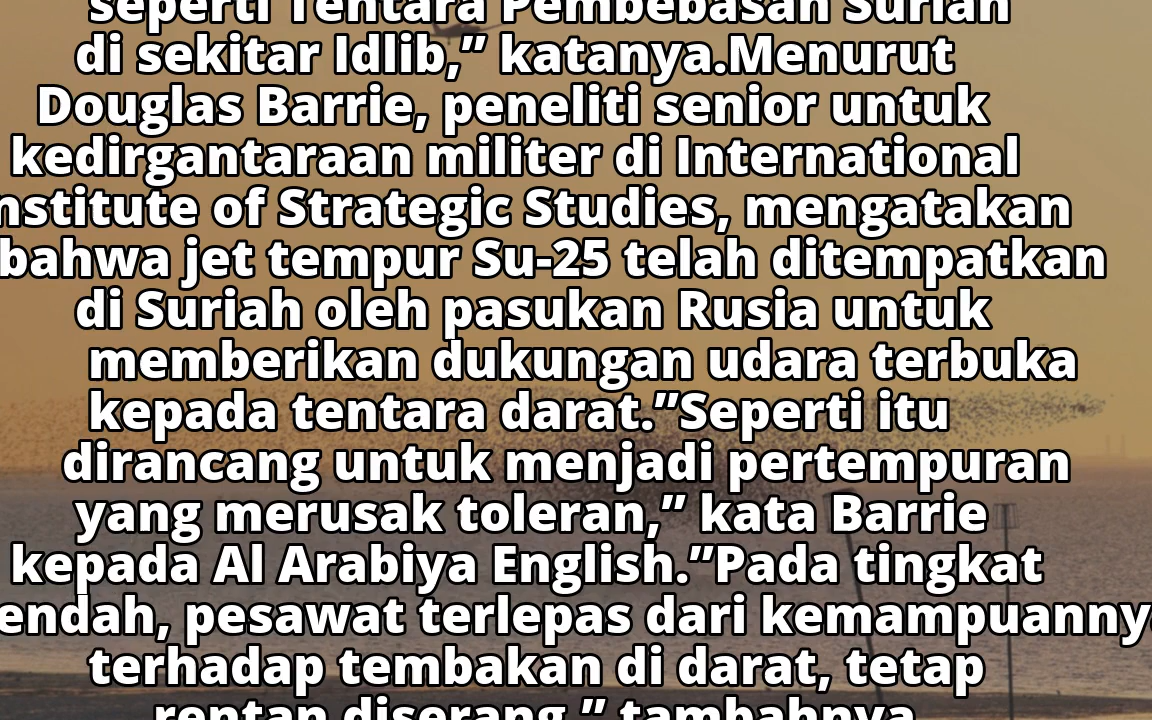 seperti Tentara Pembebasan Suriah
di sekitar Idlib,” katanya.Menurut
Douglas Barrie, peneliti senior untuk
kedirgantaraan militer di International
nstitute of Strategic Studies, mengatakan
bahwa jet tempur Su-25 telah ditempatkan
di Suriah oleh pasukan Rusia untuk
memberikan dukungan udara terbuka
kepada tentara darat.”Seperti itu
dirancang untuk menjadi pertempuran
yang merusak toleran,” kata Barrie
kepada Al Arabiya English.”Pada tingkat
endah, pesawat terlepas dari kemampuannya
terhadap tembakan di darat, tetap
rentan diserang,” tambahnya